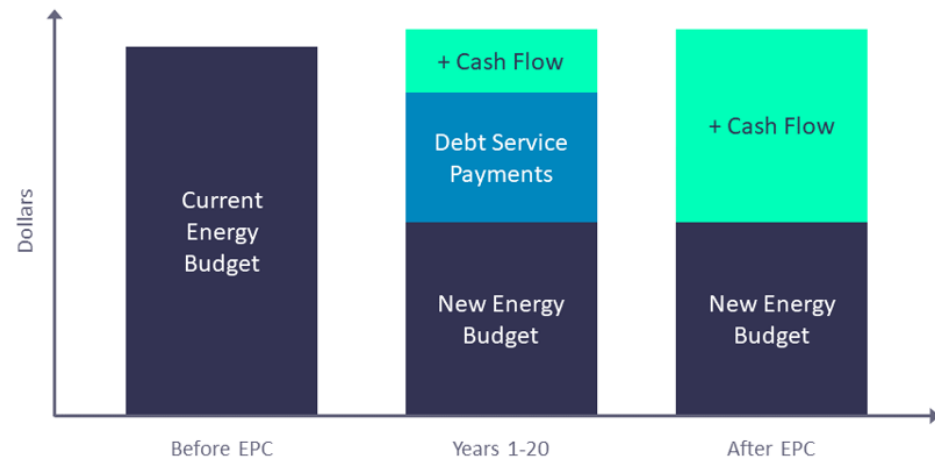 Dollars
Current
Energy
Budget
+ Cash Flow
Debt Service
Payments
New Energy
Budget
+ Cash Flow
New Energy
Budget
Before EPC
Years 1-20
After EPC